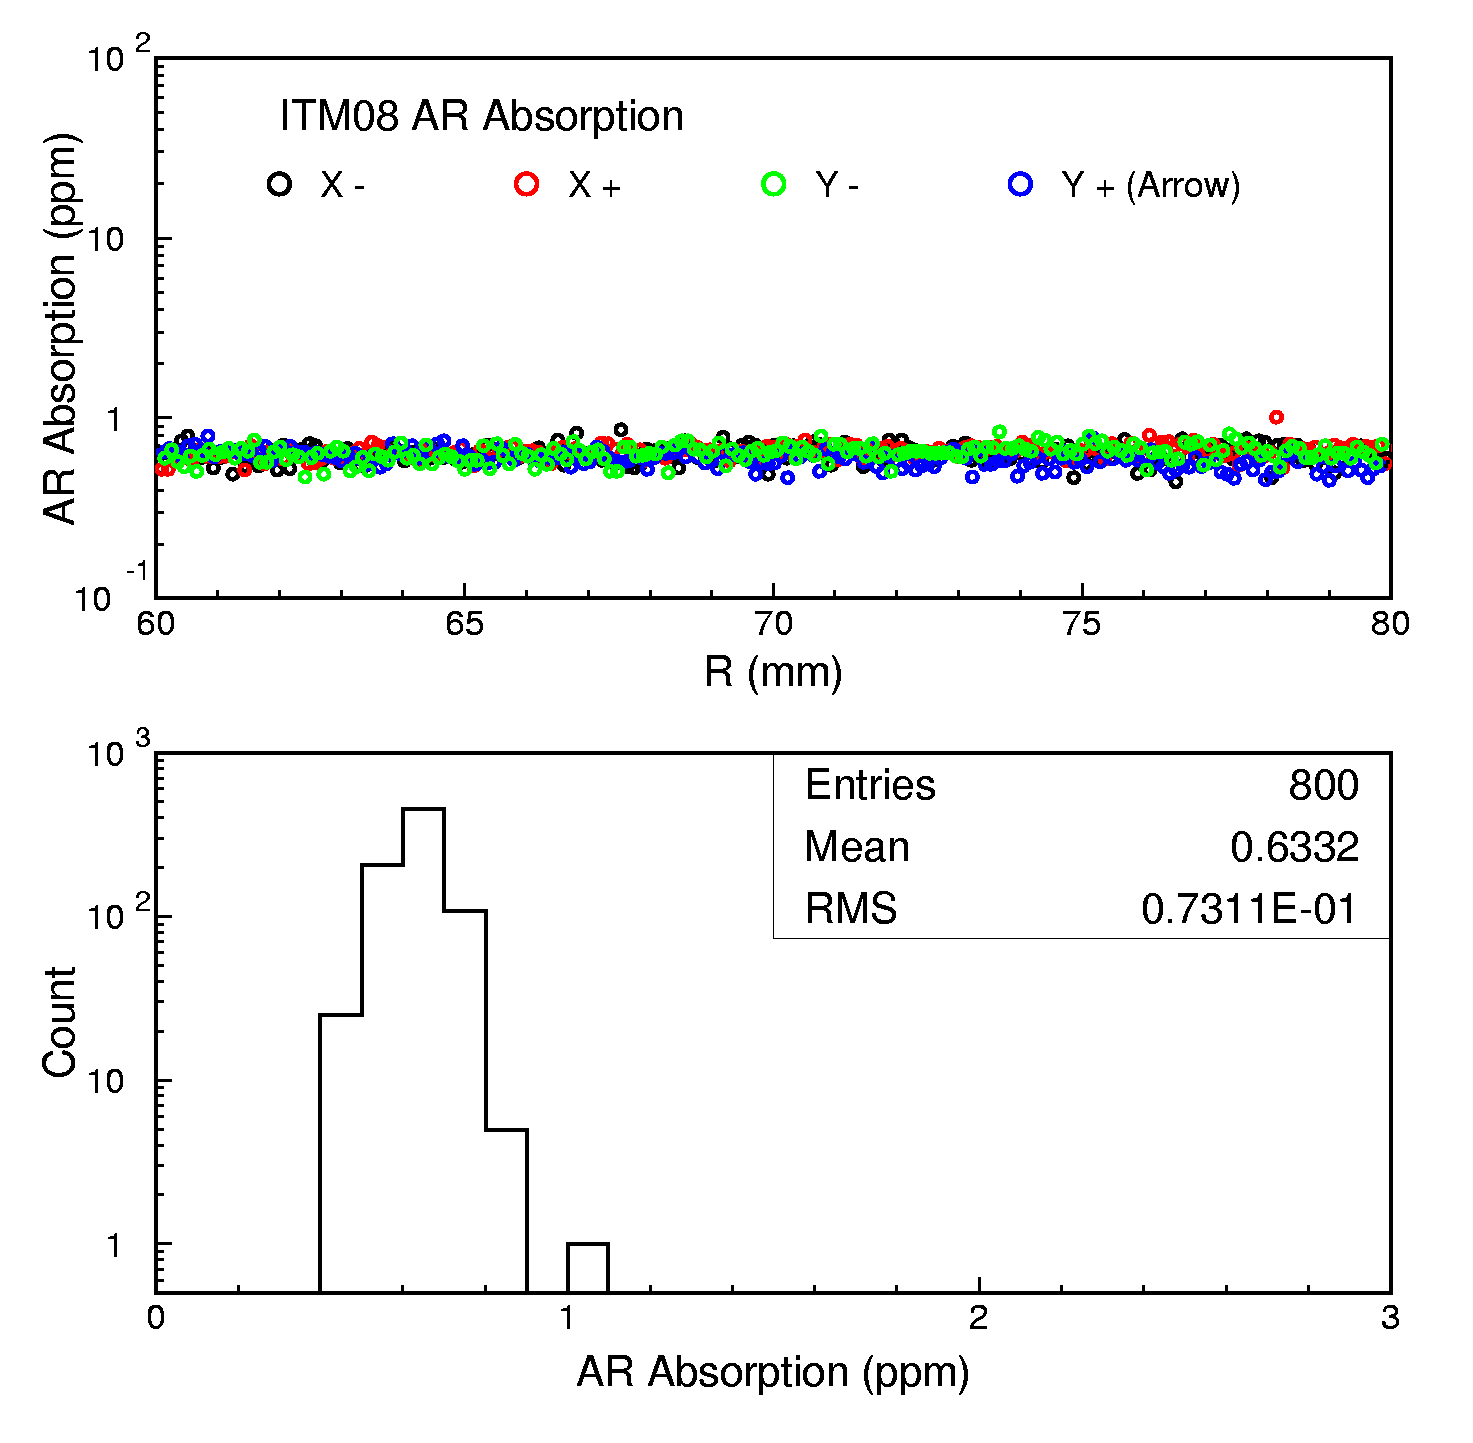 10 2
ITM08 AR Absorption
X -
X +
Y -
Y + (Arrow)
10
1
10 -1
AR Absorption (ppm)
60 65 70 75 80
R (mm)
10 3
10 2
10
1
Count
Entries 800
Mean 0.6332
RMS 0.7311E-01
0 1 2 3
AR Absorption (ppm)